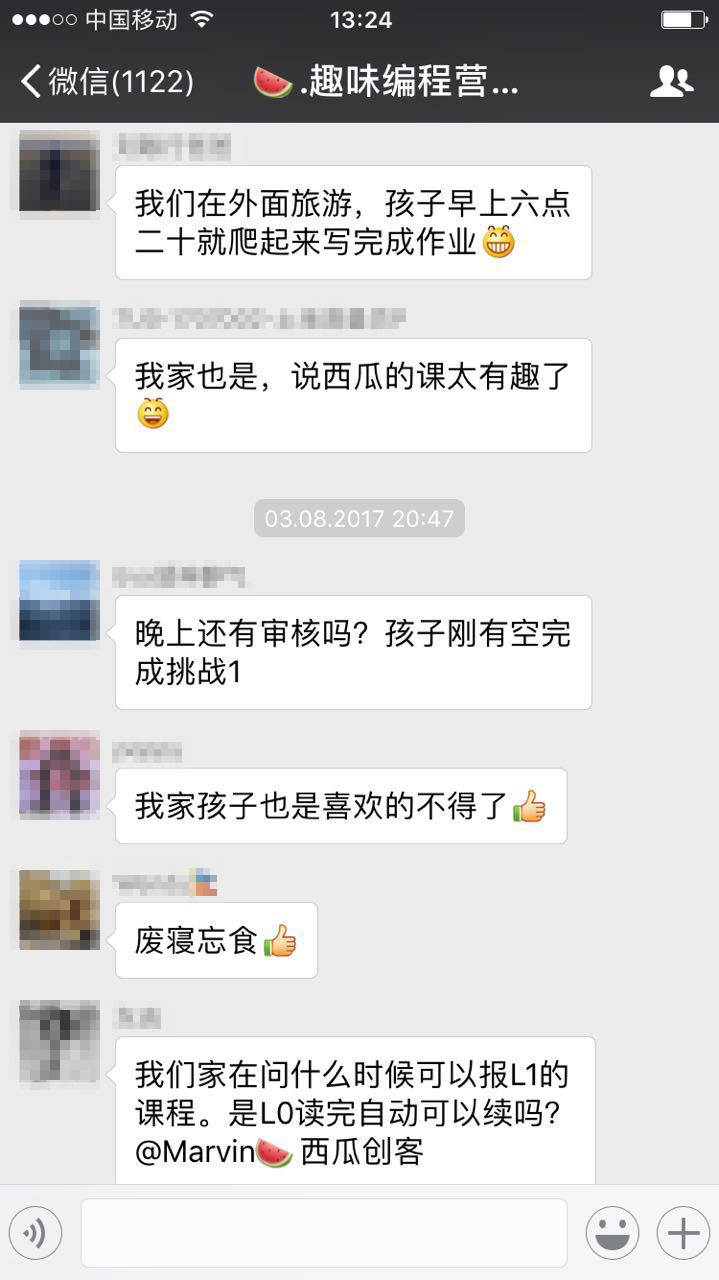 中国移动 13:24
微信(1122) 🍉.趣味编程营...
我们在外面旅游，孩子早上六点
二十就爬起来写完成作业😁
我家也是，说西瓜的课太有趣了
😄
03.08.2017 20:47
晚上还有审核吗？孩子刚有空完
成挑战1
我家孩子也是喜欢的不得了👍
废寝忘食👍
我们家在问什么时候可以报L1的
课程。是L0读完自动可以续吗？
@Marvin🍉 西瓜创客